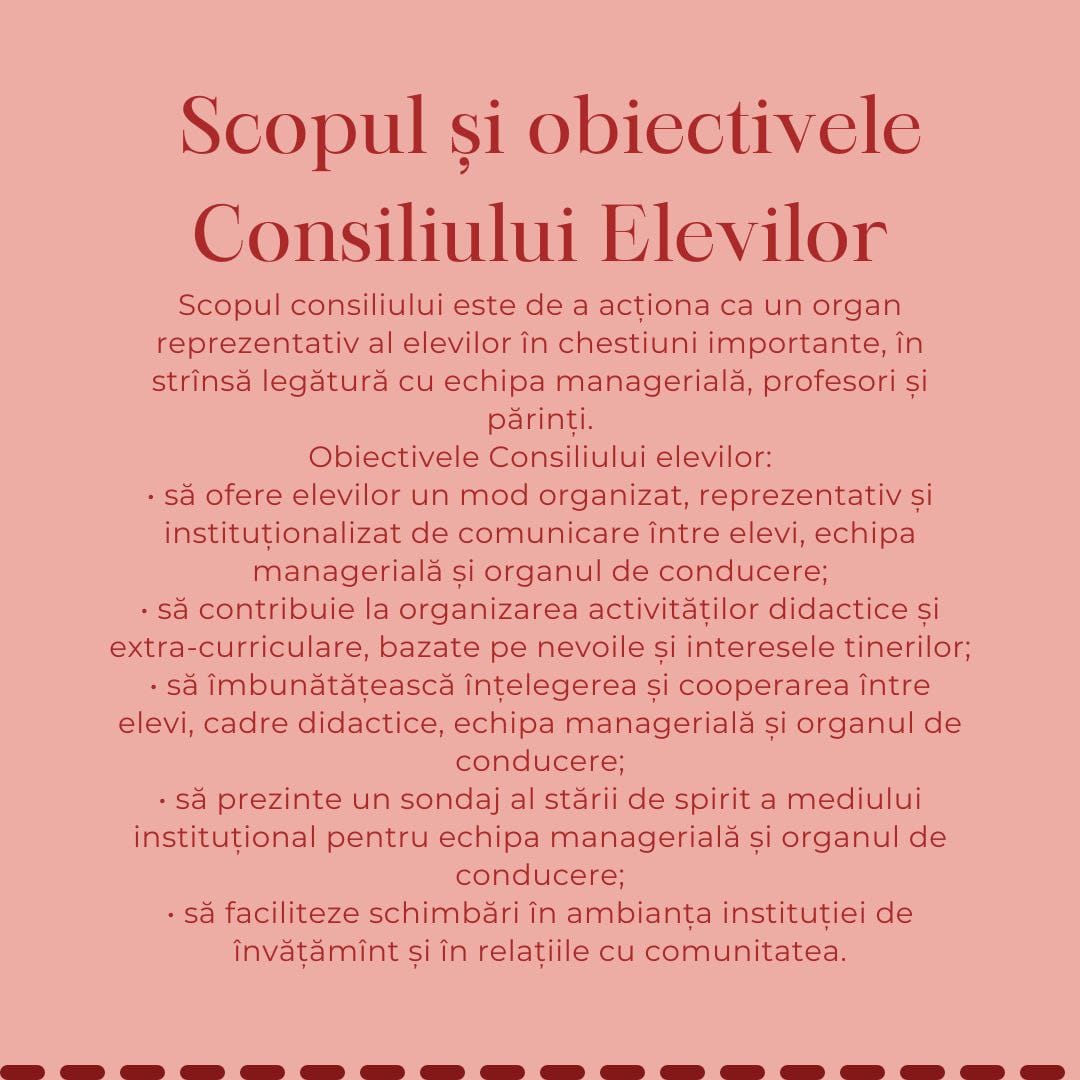 Scopul și obiectivele
Consiliului Elevilor
Scopul consiliului este de a acționa ca un organ
reprezentativ al elevilor în chestiuni importante, în
strînsă legătură cu echipa managerială, profesori și
părinți.
Obiectivele Consiliului elevilor:
• să ofere elevilor un mod organizat, reprezentativ și
instituționalizat de comunicare între elevi, echipa
managerială și organul de conducere;
• să contribuie la organizarea activităților didactice și
extra-curriculare, bazate pe nevoile și interesele tinerilor;
• să îmbunătățească înțelegerea și cooperarea între
elevi, cadre didactice, echipa managerială și organul de
conducere;
• să prezinte un sondaj al stării de spirit a mediului
instituțional pentru echipa managerială și organul de
conducere;
• să faciliteze schimbări în ambianța instituției de
învățămînt și în relațiile cu comunitatea.